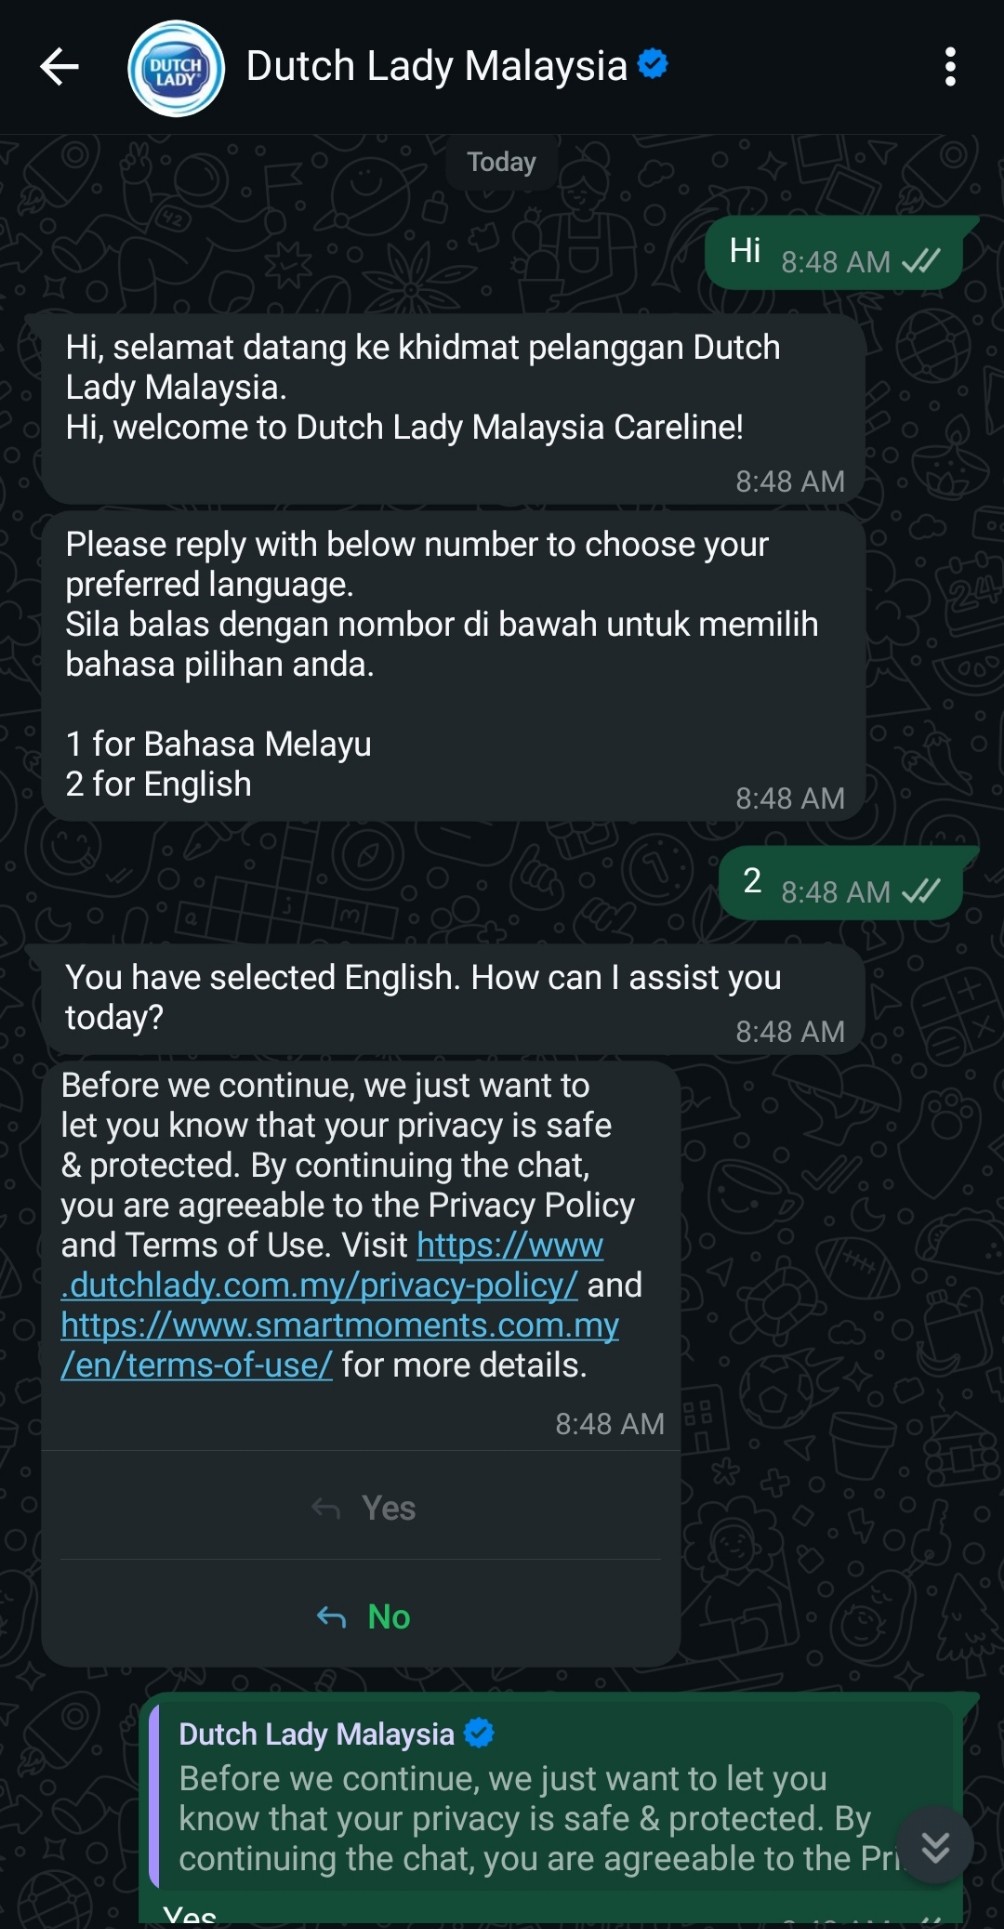 DUTCH
LADY
Dutch Lady Malaysia
Today
Hi 8:48 AM
Hi, selamat datang ke khidmat pelanggan Dutch
Lady Malaysia.
Hi, welcome to Dutch Lady Malaysia Careline!
8:48 AM
Please reply with below number to choose your
preferred language.
Sila balas dengan nombor di bawah untuk memilih
bahasa pilihan anda.
1 for Bahasa Melayu
2 for English
8:48 AM
2 8:48 AM
You have selected English. How can I assist you
today?
8:48 AM
Before we continue, we just want to
let you know that your privacy is safe
& protected. By continuing the chat,
you are agreeable to the Privacy Policy
and Terms of Use. Visit https://www
.dutchlady.com.my/privacy-policy/ and
https://www.smartmoments.com.my
/en/terms-of-use/ for more details.
8:48 AM
Yes
No
Dutch Lady Malaysia
Before we continue, we just want to let you
know that your privacy is safe & protected. By
continuing the chat, you are agreeable to the Pri
Yes